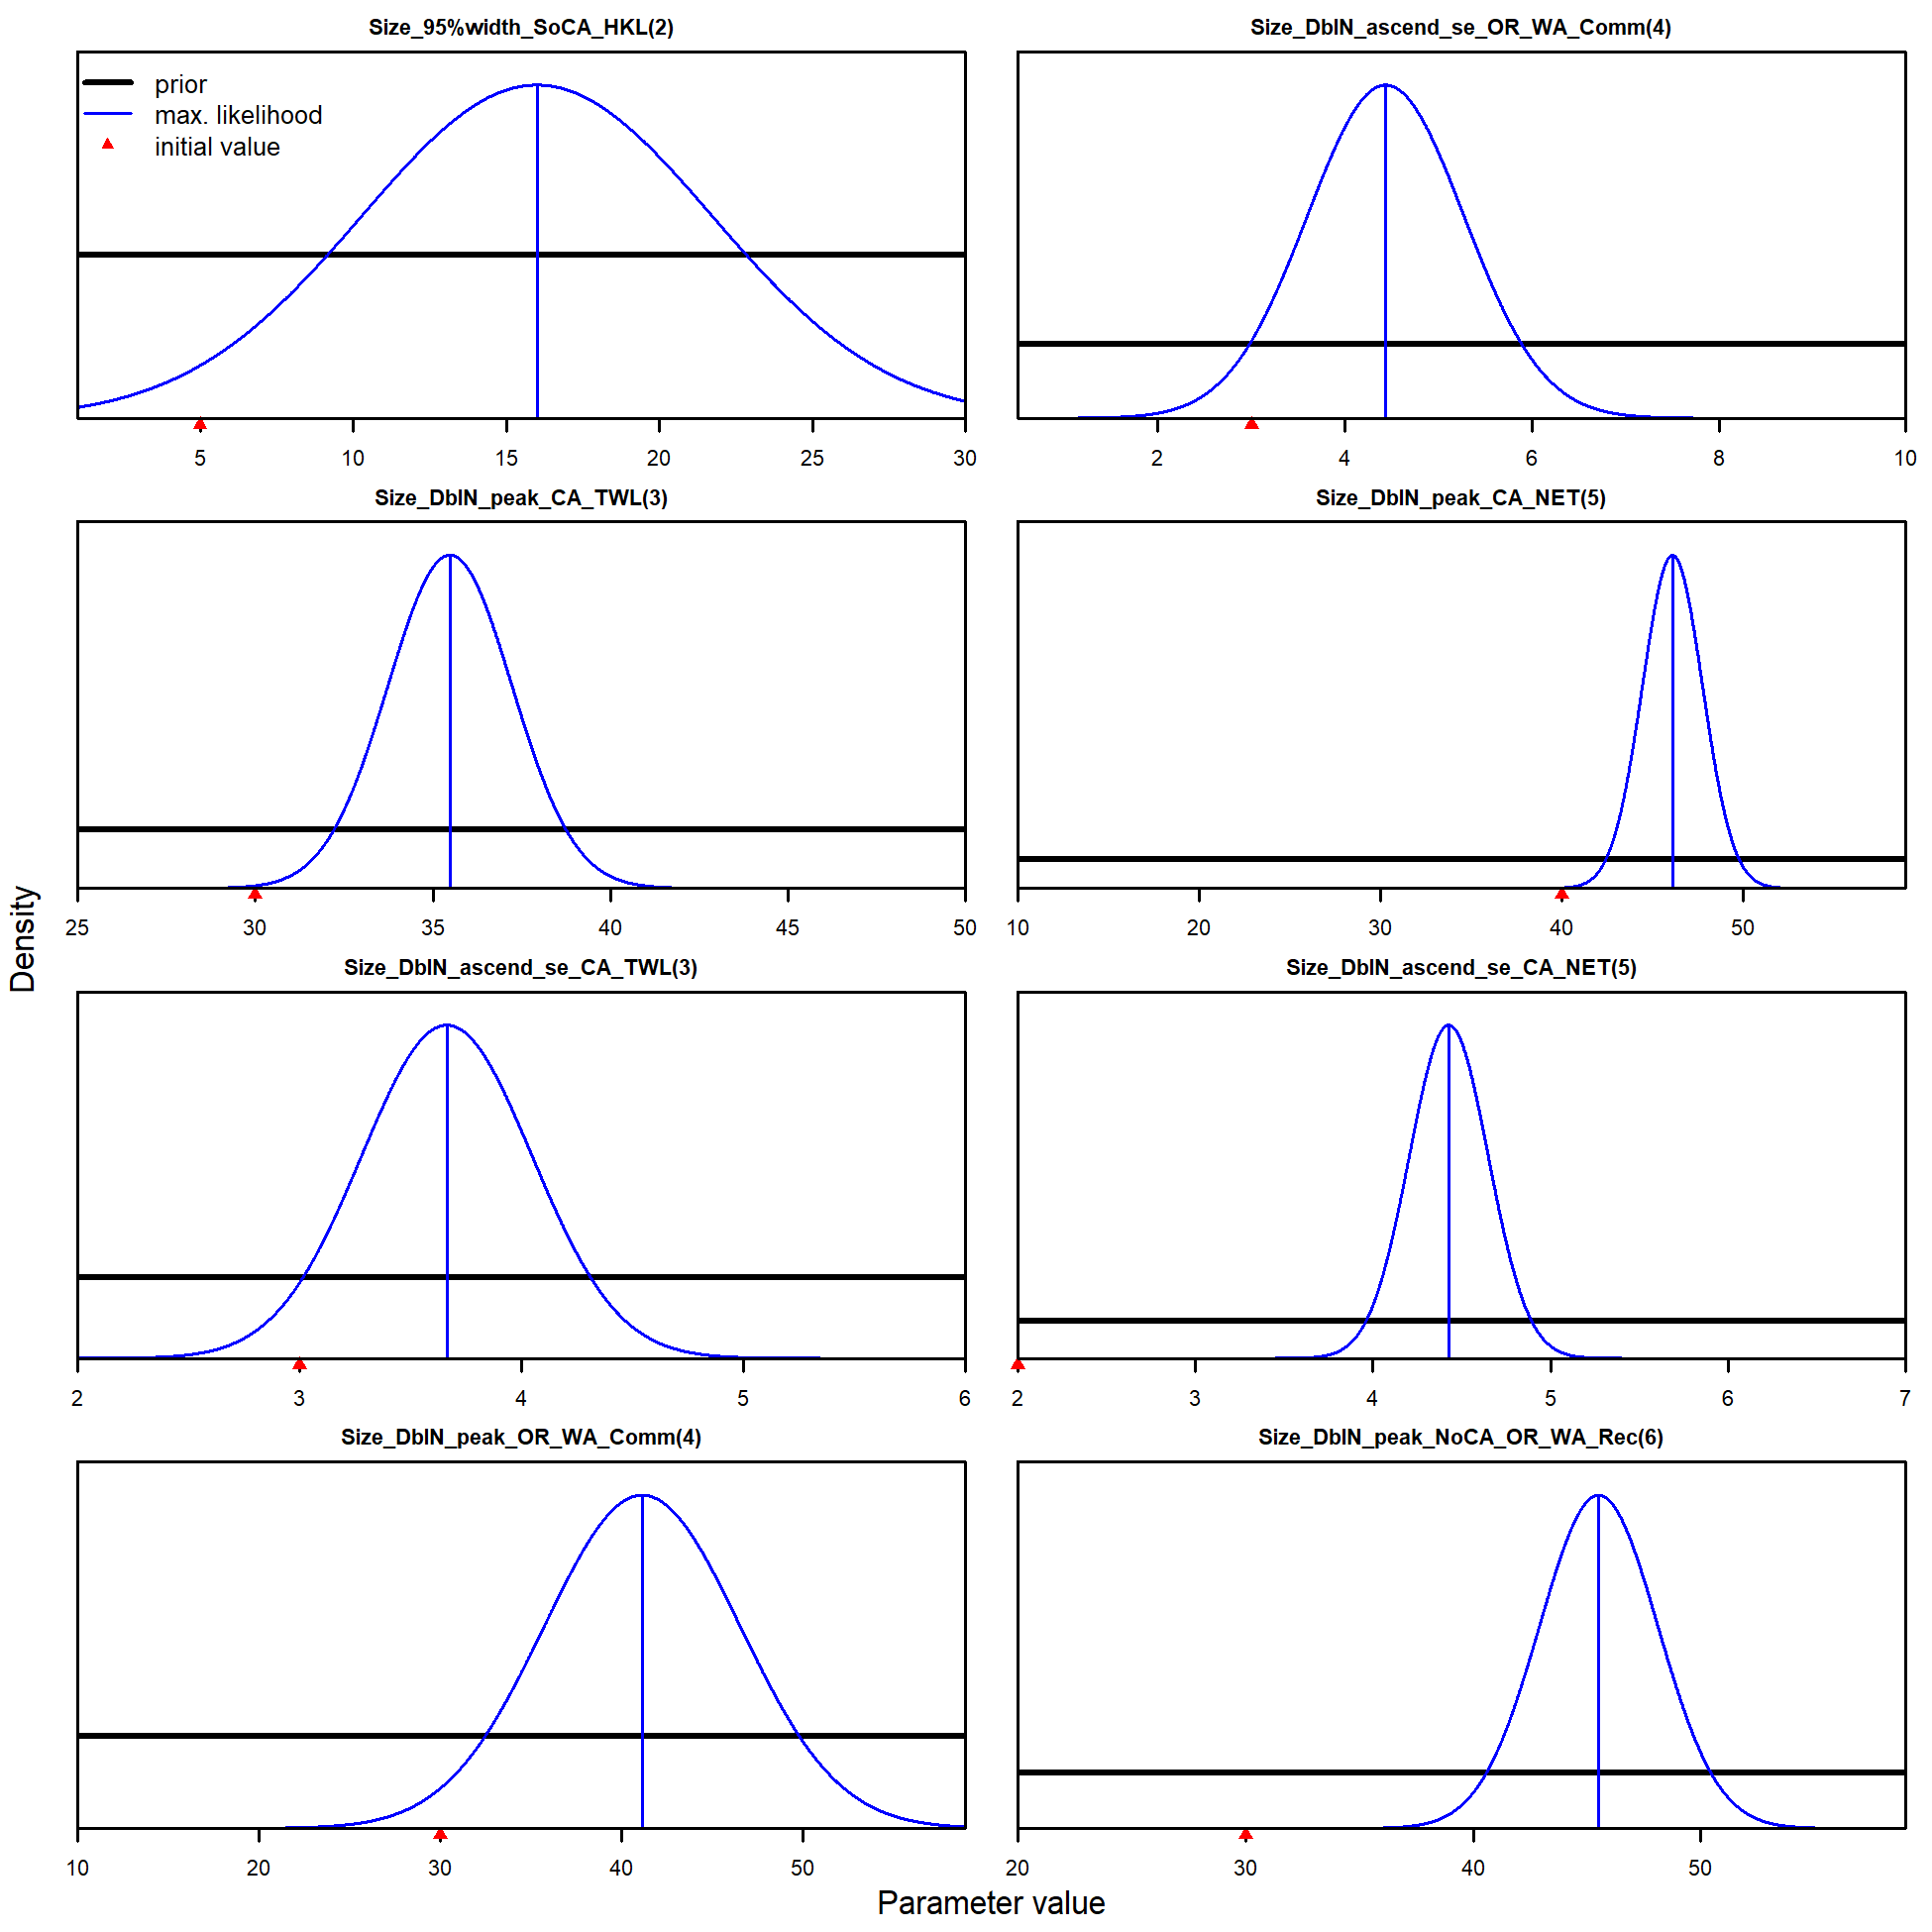 Size_95%width_SoCA_HKL(2)
prior
max. likelihood
initial value
5 10 15 20 25 30
Size_DblN_ascend_se_OR_WA_Comm(4)
2 4 6 8 10
Size_DblN_peak_CA_TWL(3)
25 30 35 40 45 50
Size_DblN_peak_CA_NET(5)
10 20 30 40 50
Size_DblN_ascend_se_CA_TWL(3)
2 3 4 5 6
Size_DblN_ascend_se_CA_NET(5)
2 3 4 5 6 7
Size_DblN_peak_OR_WA_Comm(4)
10 20 30 40 50
Size_DblN_peak_NoCA_OR_WA_Rec(6)
20 30 40 50
Density
Parameter value